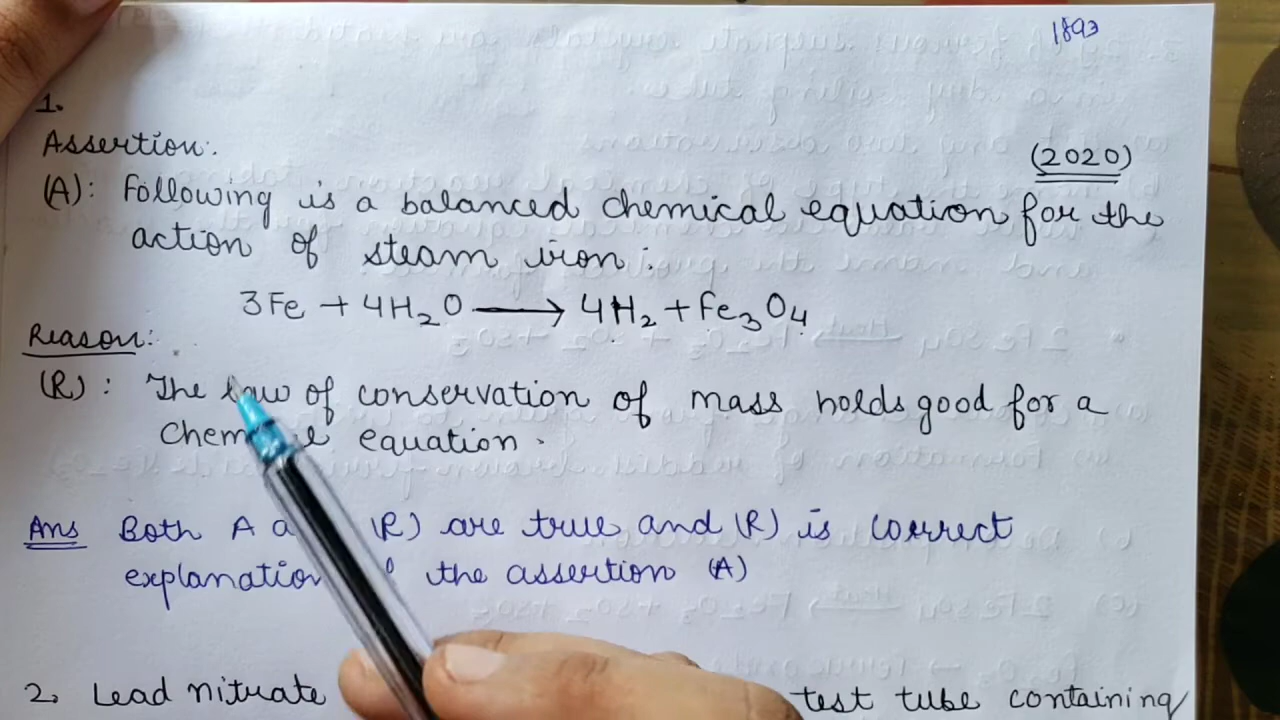 1893
1.
Assertion:
(2020)
(A): Following is a balanced chemical equation for the
action of steam iron:
3Fe + 4H₂O ⟶ 4H₂ + Fe₃O₄
Reason:
(R): The law of conservation of mass holds good for a
equation.
Ans Both A (R) are true and (R) is correct
explanation the assertion (A)
2. Lead nitrate test tube containing